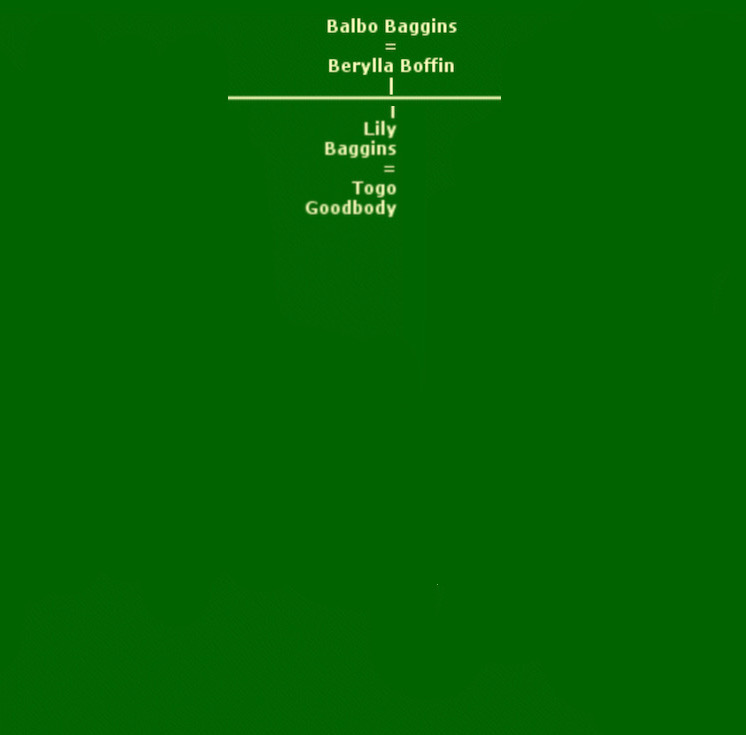 Balbo Baggins
=
Berylla Boffin
Lily
Baggins
=
Togo
Goodbody